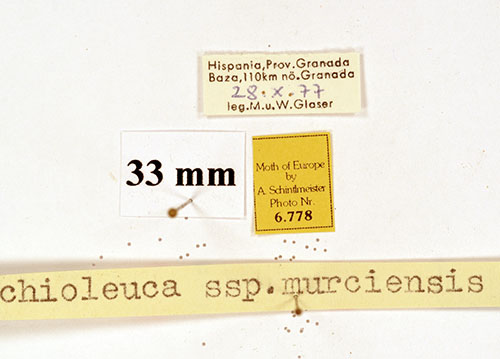 Hispania,Prov.Granada
Baza,110km nö.Granada
28.X.77
leg.M.u.W.Glaser
33 mm
Moth of Europe
by
A. Schintlmeister
Photo Nr.
6.778
chioleuca ssp.murciensis